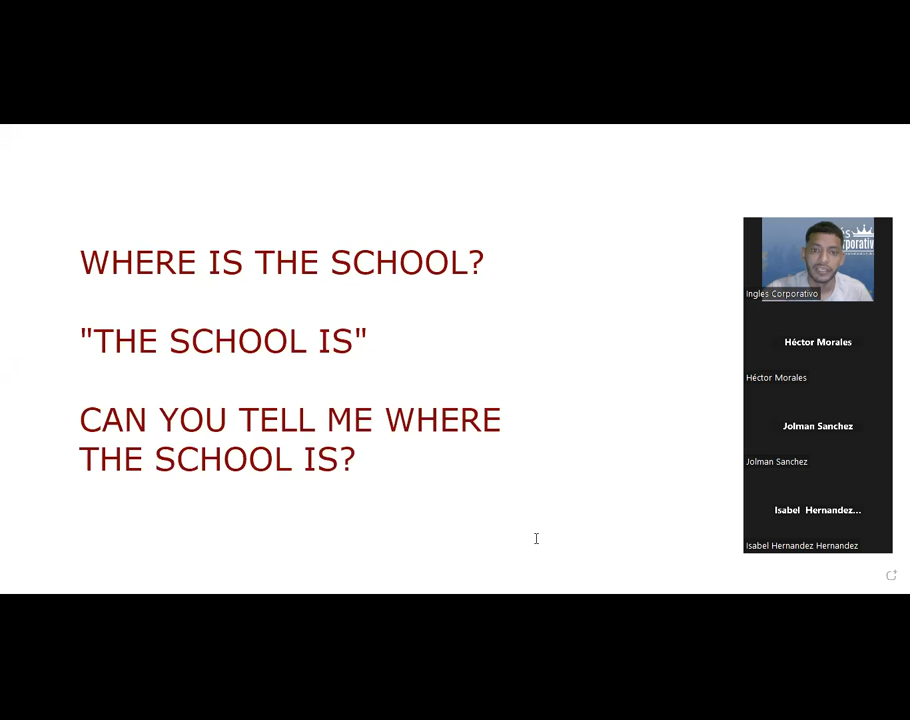 WHERE IS THE SCHOOL?
"THE SCHOOL IS"
CAN YOU TELL ME WHERE
THE SCHOOL IS?
Ingles Corporativo
Héctor Morales
Héctor Morales
Jolman Sanchez
Jolman Sanchez
Isabel Hernandez...
Isabel Hernandez Hernandez